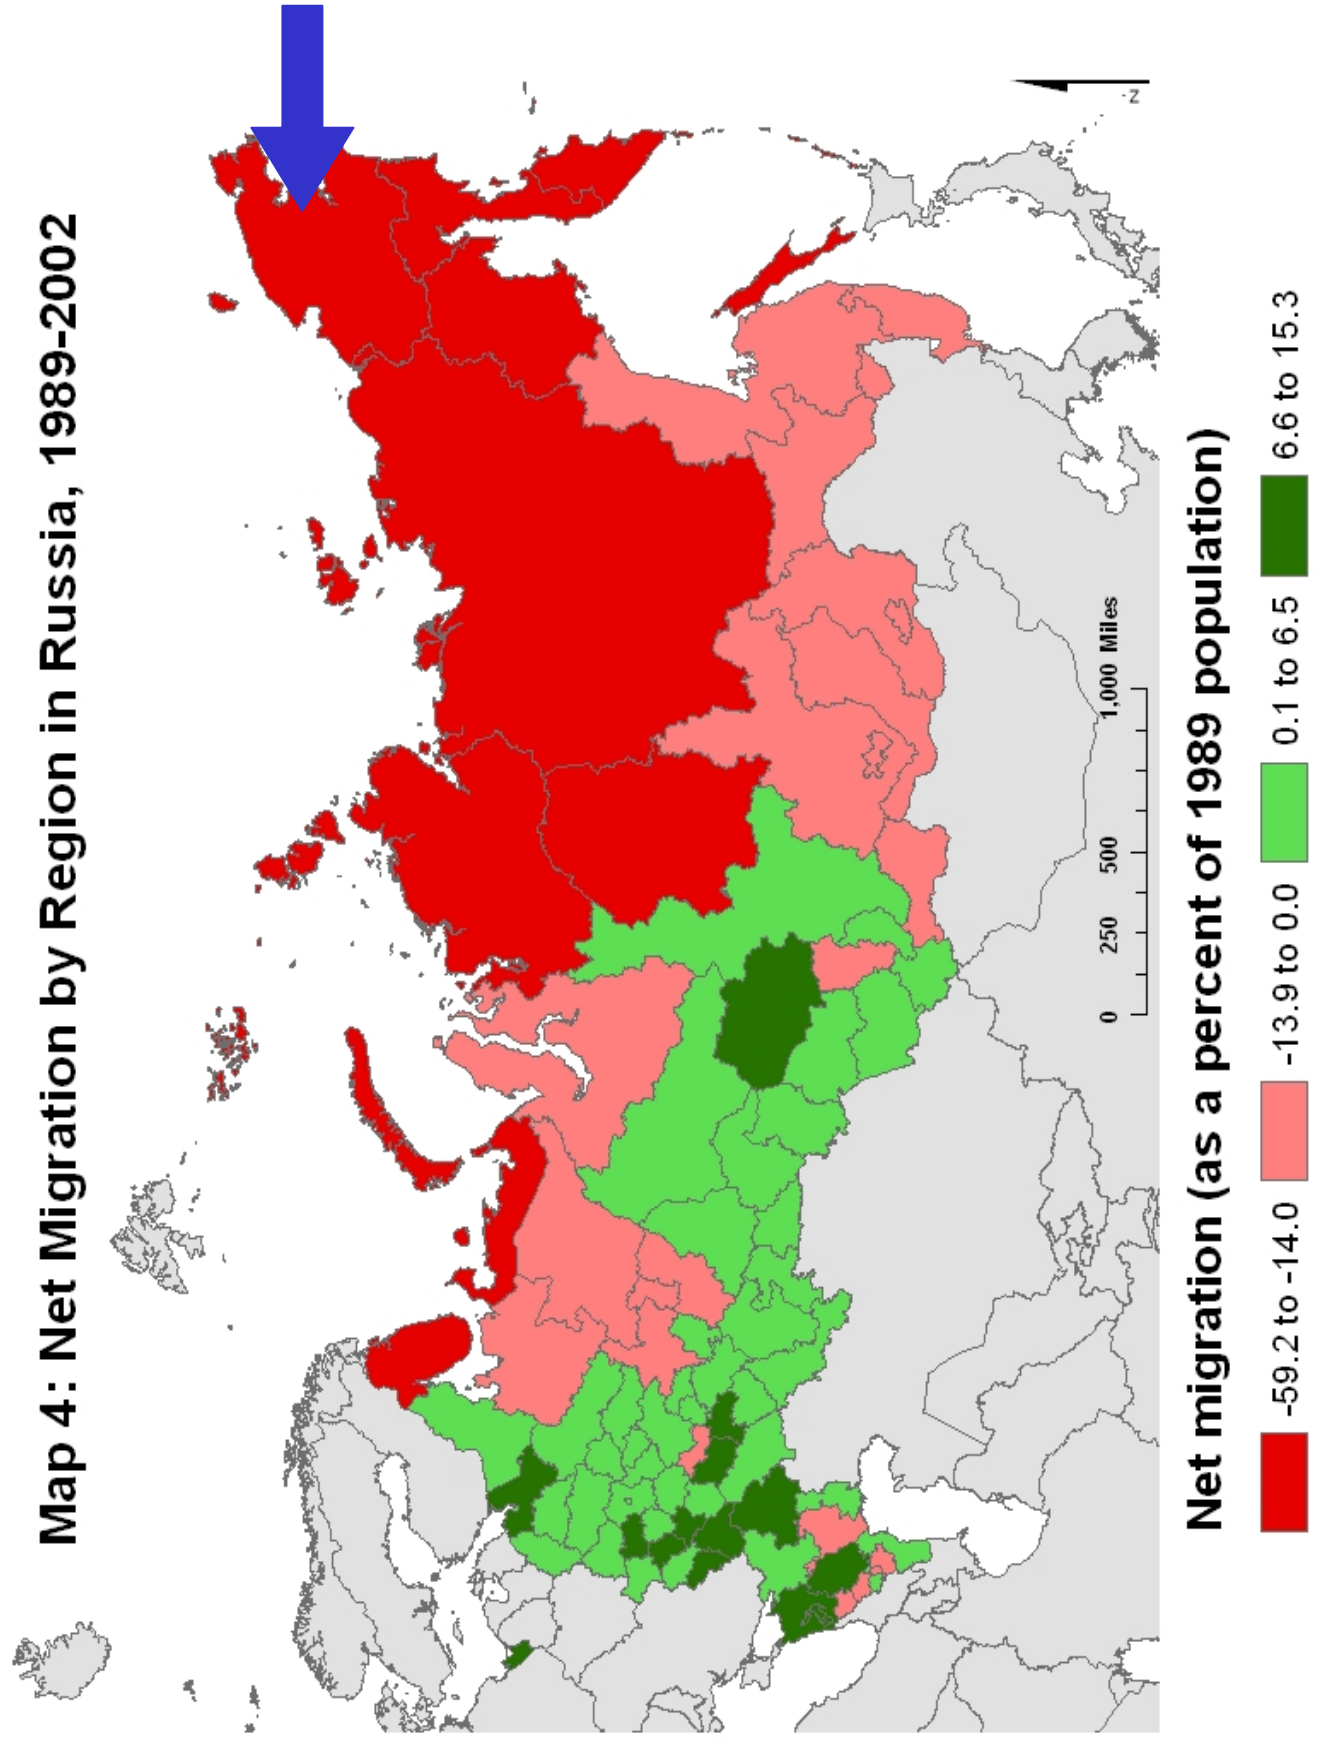 Map 4: Net Migration by Region in Russia, 1989-2002
-Z
0 250 500 1,000 Miles
Net migration (as a percent of 1989 population)
-59.2 to -14.0 -13.9 to 0.0 0.1 to 6.5 6.6 to 15.3